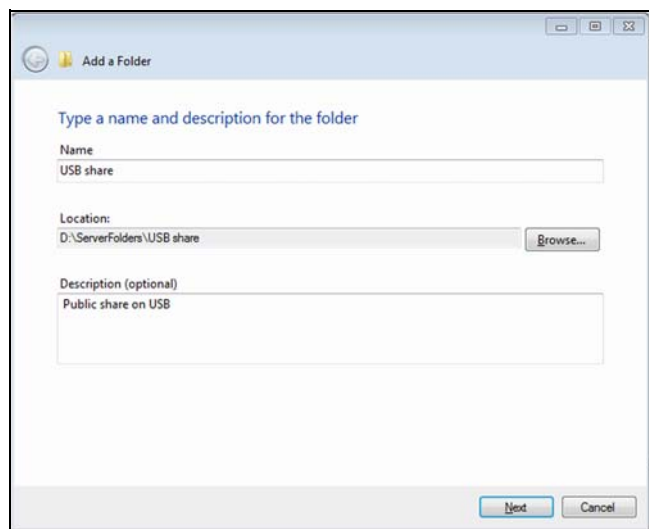 Add a Folder
Type a name and description for the folder
Name
USB share
Location:
D:\ServerFolders\USB share
Browse...
Description (optional)
Public share on USB
Next
Cancel